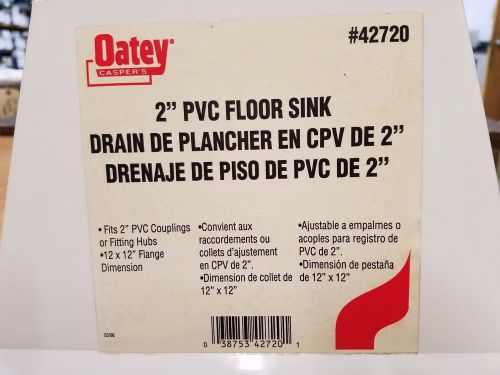 Oatey®
CASPER'S
#42720
2” PVC FLOOR SINK
DRAIN DE PLANCHER EN CPV DE 2”
DRENAJE DE PISO DE PVC DE 2”
• Fits 2” PVC Couplings
or Fitting Hubs
•12 x 12” Flange
Dimension
•Convient aux
raccordements ou
collets d'ajustement
en CPV de 2”.
•Dimension de collet de
12” x 12”
•Ajustable a empalmes o
acoples para registro de
PVC de 2”.
•Dimensión de pestaña
de 12” x 12”
05/96
0 38753 42720 1